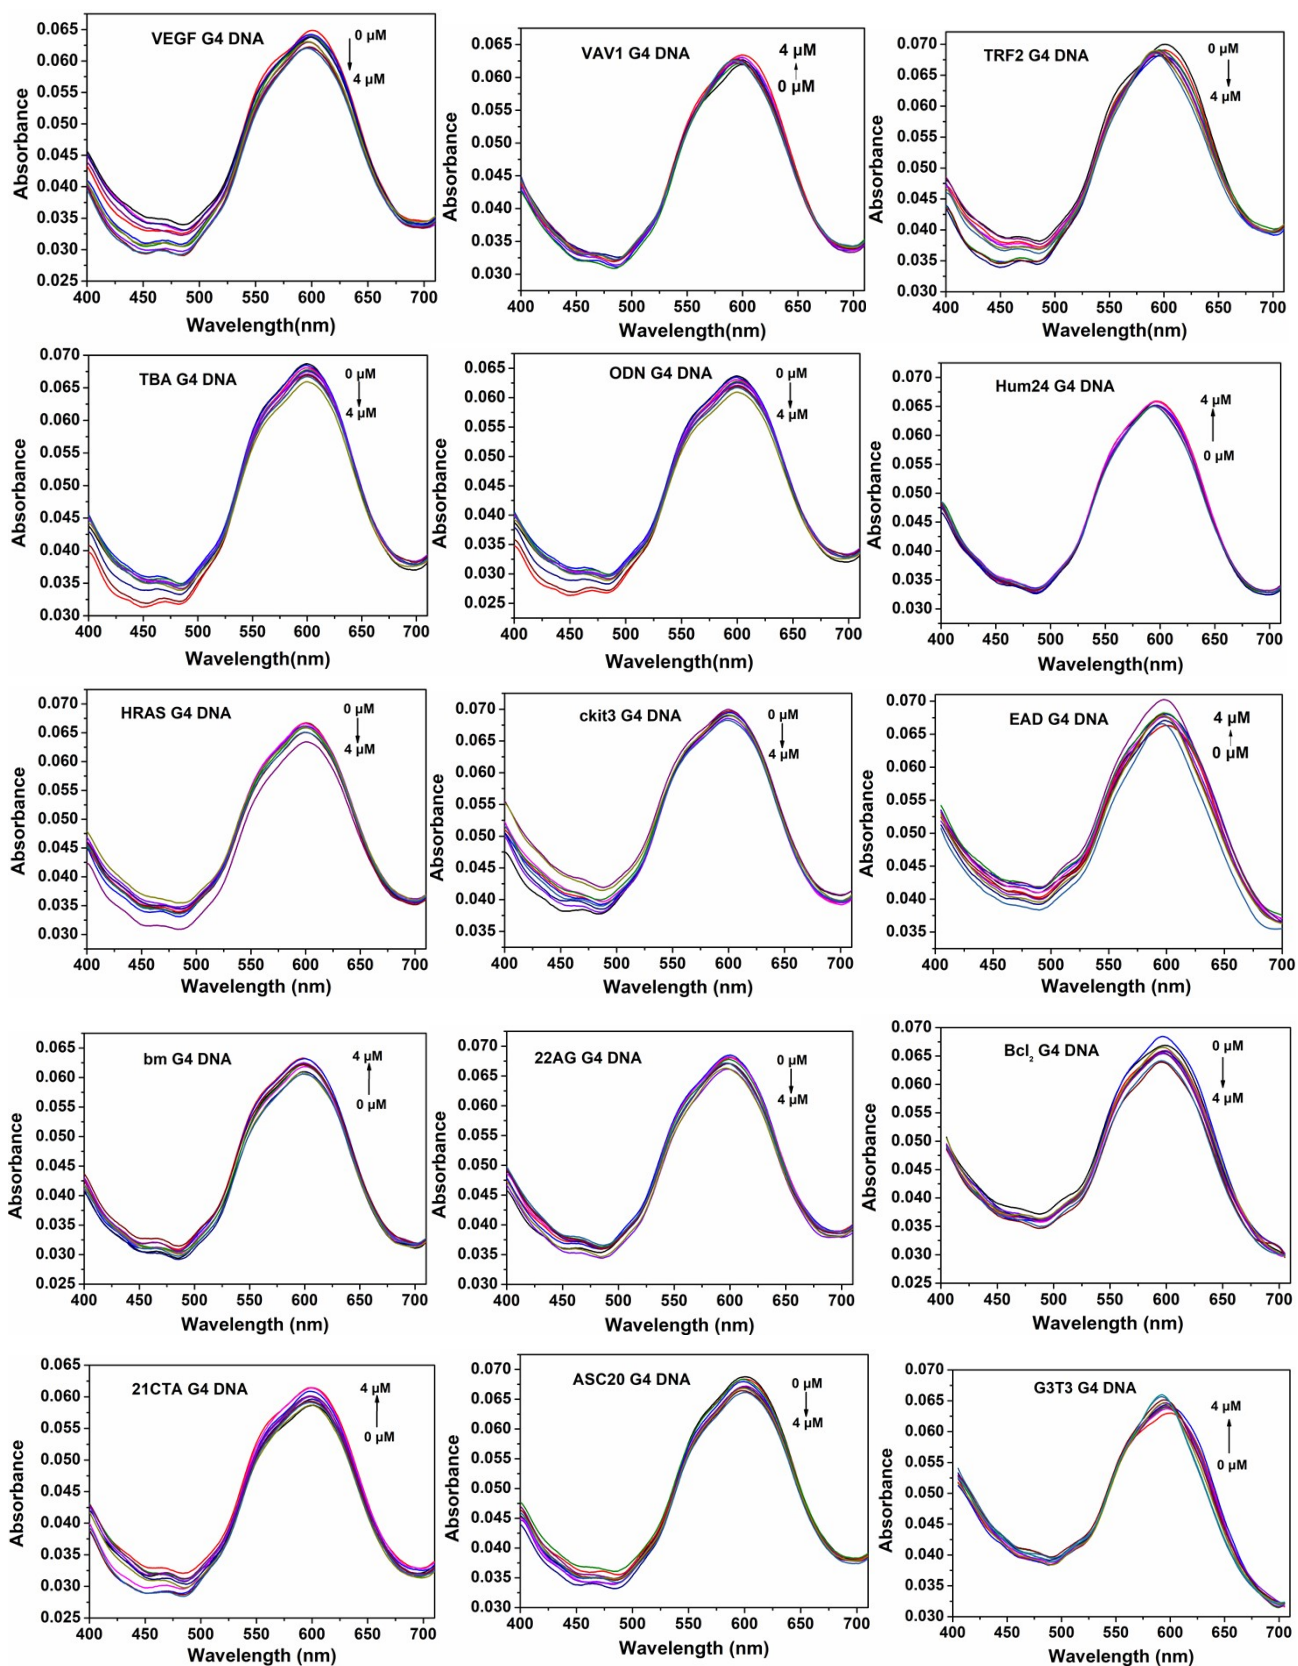 Absorbance
0.065
0.060
0.055
0.050
0.045
0.040
0.035
0.030
0.025
VEGF G4 DNA
0 µM
4 µM
400 450 500 550 600 650 700
Wavelength(nm)
Absorbance
0.065
0.060
0.055
0.050
0.045
0.040
0.035
0.030
VAV1 G4 DNA
4 µM
0 µM
400 450 500 550 600 650 700
Wavelength(nm)
Absorbance
0.070
0.065
0.060
0.055
0.050
0.045
0.040
0.035
0.030
TRF2 G4 DNA
0 µM
4 µM
400 450 500 550 600 650 700
Wavelength(nm)
Absorbance
0.070
0.065
0.060
0.055
0.050
0.045
0.040
0.035
0.030
TBA G4 DNA
0 µM
4 µM
400 450 500 550 600 650 700
Wavelength(nm)
Absorbance
0.065
0.060
0.055
0.050
0.045
0.040
0.035
0.030
0.025
ODN G4 DNA
0 µM
4 µM
400 450 500 550 600 650 700
Wavelength(nm)
Absorbance
0.070
0.065
0.060
0.055
0.050
0.045
0.040
0.035
0.030
Hum24 G4 DNA
4 µM
0 µM
400 450 500 550 600 650 700
Wavelength(nm)
Absorbance
0.070
0.065
0.060
0.055
0.050
0.045
0.040
0.035
0.030
HRAS G4 DNA
0 µM
4 µM
400 450 500 550 600 650 700
Wavelength (nm)
Absorbance
0.070
0.065
0.060
0.055
0.050
0.045
0.040
0.035
ckit3 G4 DNA
0 µM
4 µM
400 450 500 550 600 650 700
Wavelength (nm)
Absorbance
0.070
0.065
0.060
0.055
0.050
0.045
0.040
0.035
EAD G4 DNA
4 µM
0 µM
400 450 500 550 600 650 700
Wavelength (nm)
Absorbance
0.065
0.060
0.055
0.050
0.045
0.040
0.035
0.030
0.025
bm G4 DNA
4 µM
0 µM
400 450 500 550 600 650 700
Wavelength (nm)
Absorbance
0.070
0.065
0.060
0.055
0.050
0.045
0.040
0.035
0.030
22AG G4 DNA
0 µM
4 µM
400 450 500 550 600 650 700
Wavelength (nm)
Absorbance
0.070
0.065
0.060
0.055
0.050
0.045
0.040
0.035
0.030
0.025
Bcl₂ G4 DNA
0 µM
4 µM
400 450 500 550 600 650 700
Wavelength (nm)
Absorbance
0.065
0.060
0.055
0.050
0.045
0.040
0.035
0.030
0.025
21CTA G4 DNA
4 µM
0 µM
400 450 500 550 600 650 700
Wavelength (nm)
Absorbance
0.070
0.065
0.060
0.055
0.050
0.045
0.040
0.035
0.030
ASC20 G4 DNA
0 µM
4 µM
400 450 500 550 600 650 700
Wavelength (nm)
Absorbance
0.070
0.065
0.060
0.055
0.050
0.045
0.040
0.035
0.030
G3T3 G4 DNA
4 µM
0 µM
400 450 500 550 600 650 700
Wavelength (nm)